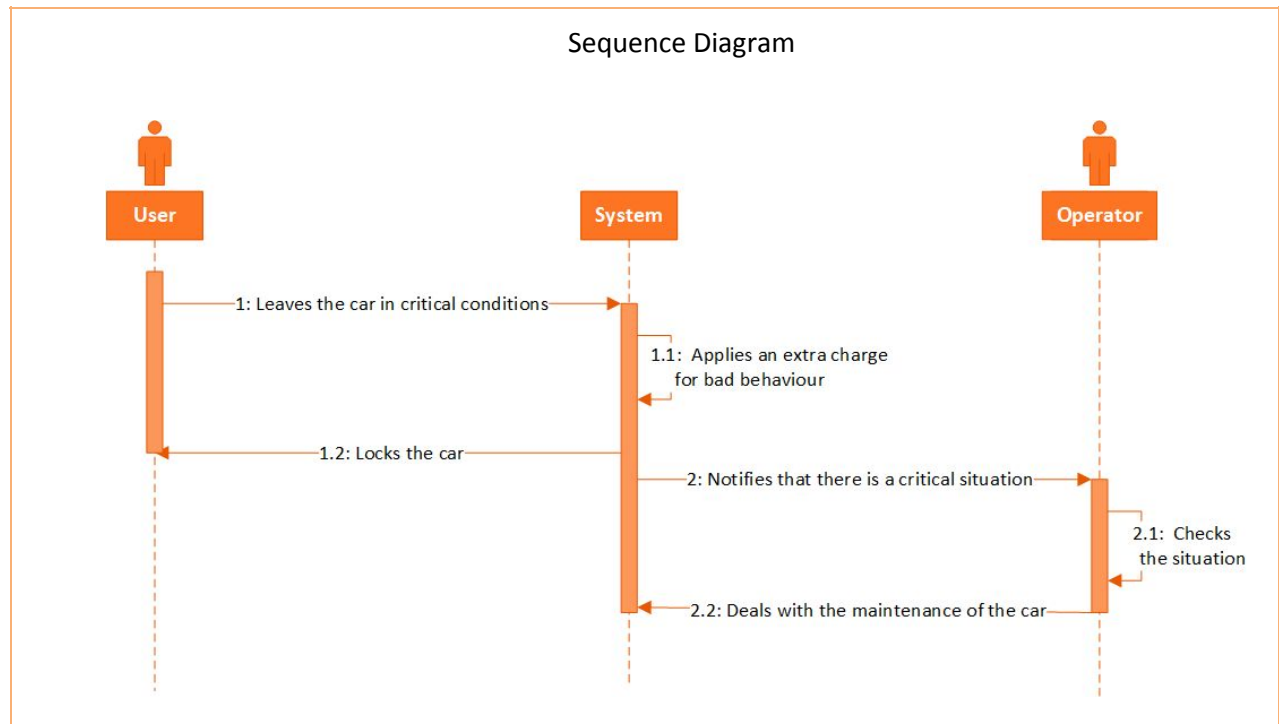 Sequence Diagram
User
System
Operator
1: Leaves the car in critical conditions
1.1: Applies an extra charge
for bad behaviour
1.2: Locks the car
2: Notifies that there is a critical situation
2.1: Checks
the situation
2.2: Deals with the maintenance of the car